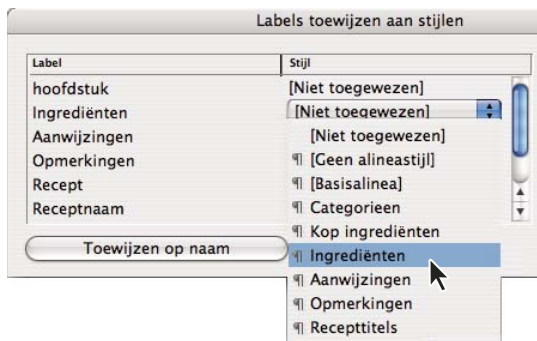 Labels toewijzen aan stijlen
Label Stijl
hoofdstuk [Niet toegewezen]
Ingrediënten [Niet toegewezen]
Aanwijzingen [Niet toegewezen]
Opmerkingen ¶ [Geen alineastijl]
Recept ¶ [Basisalinea]
Receptnaam ¶ Categorieen
¶ Kop ingrediënten
Toewijzen op naam ¶ Ingrediënten
¶ Aanwijzingen
¶ Opmerkingen
¶ Recepttitels